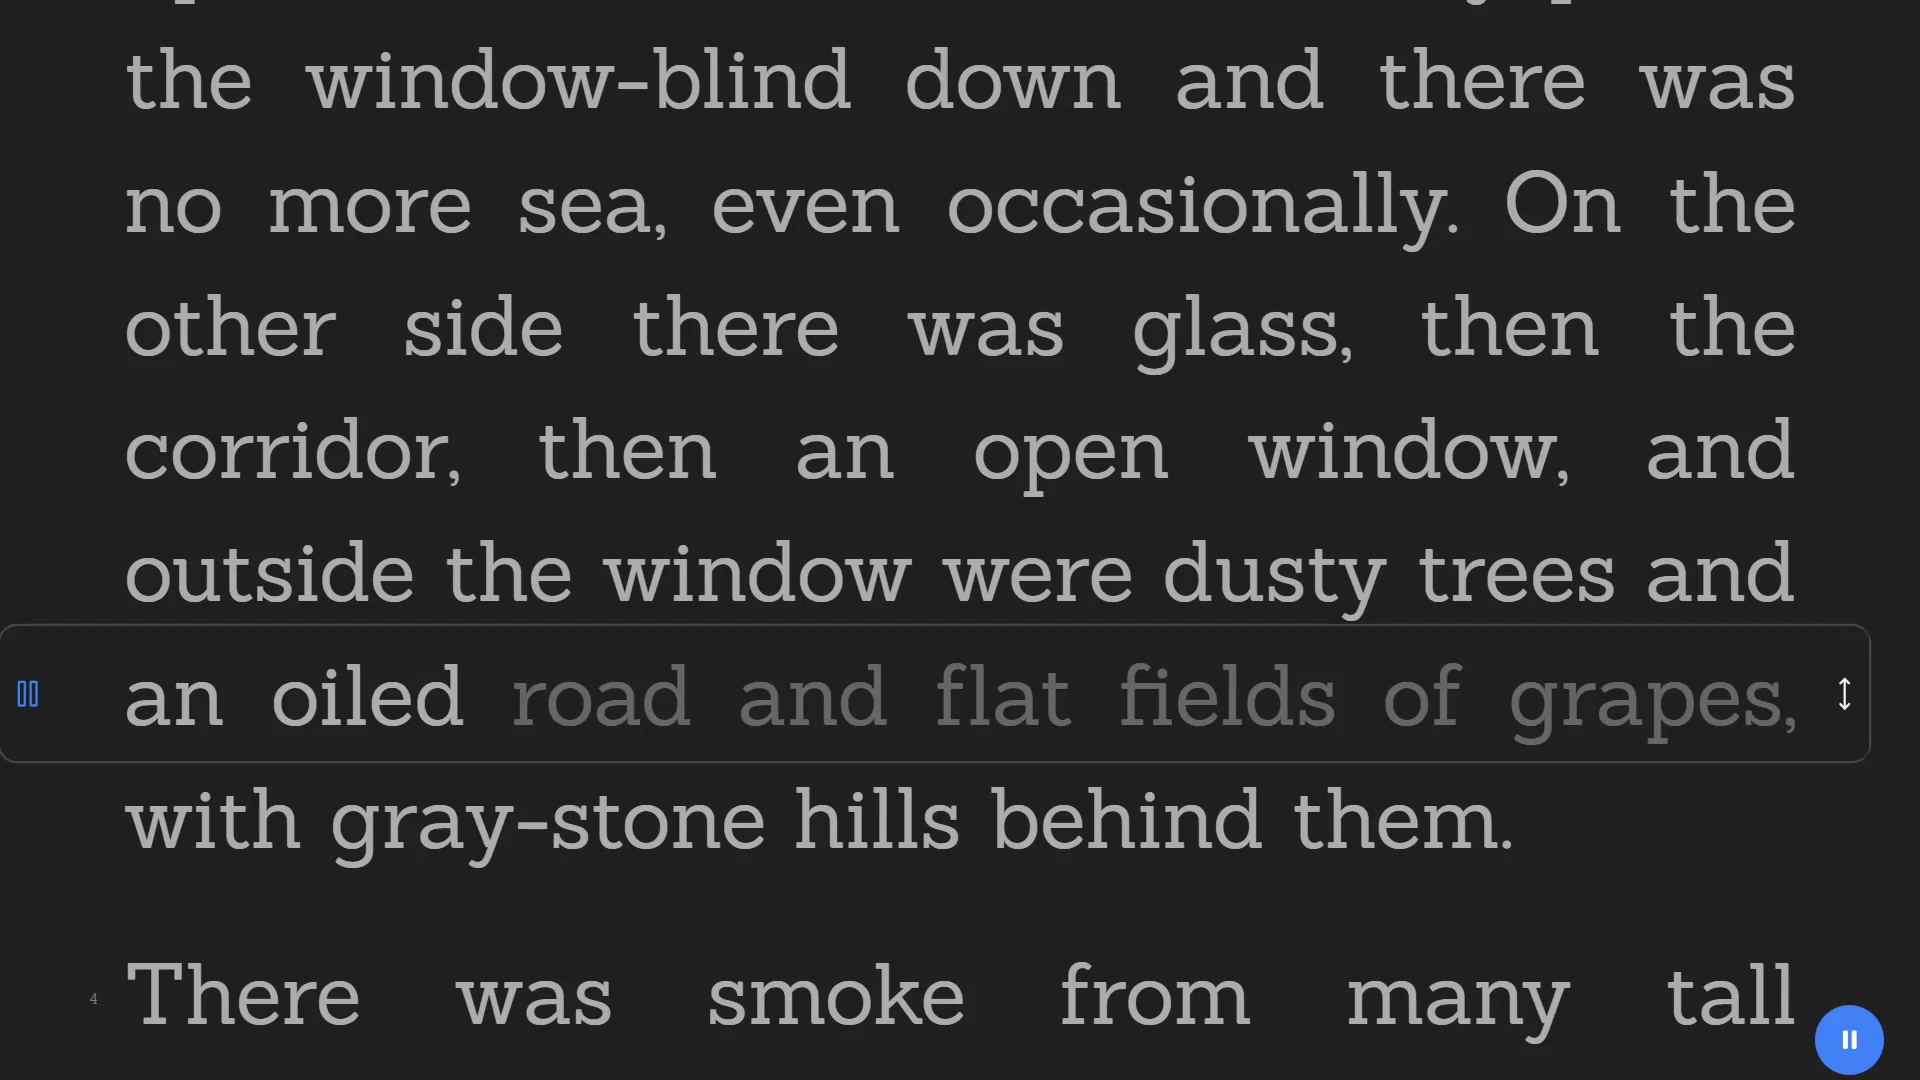 the window-blind down and there was
no more sea, even occasionally. On the
other side there was glass, then the
corridor, then an open window, and
outside the window were dusty trees and
an oiled road and flat fields of grapes,
with gray-stone hills behind them.
4 There was smoke from many tall